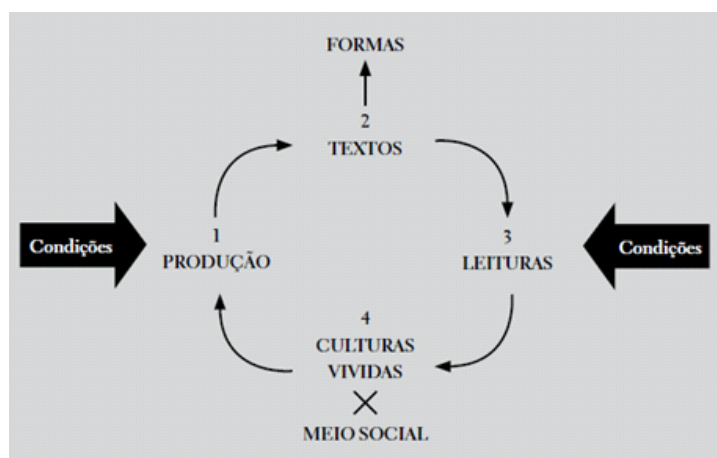 FORMAS
2
TEXTOS
Condições
1
PRODUÇÃO
3
LEITURAS
Condições
4
CULTURAS
VIVIDAS
MEIO SOCIAL